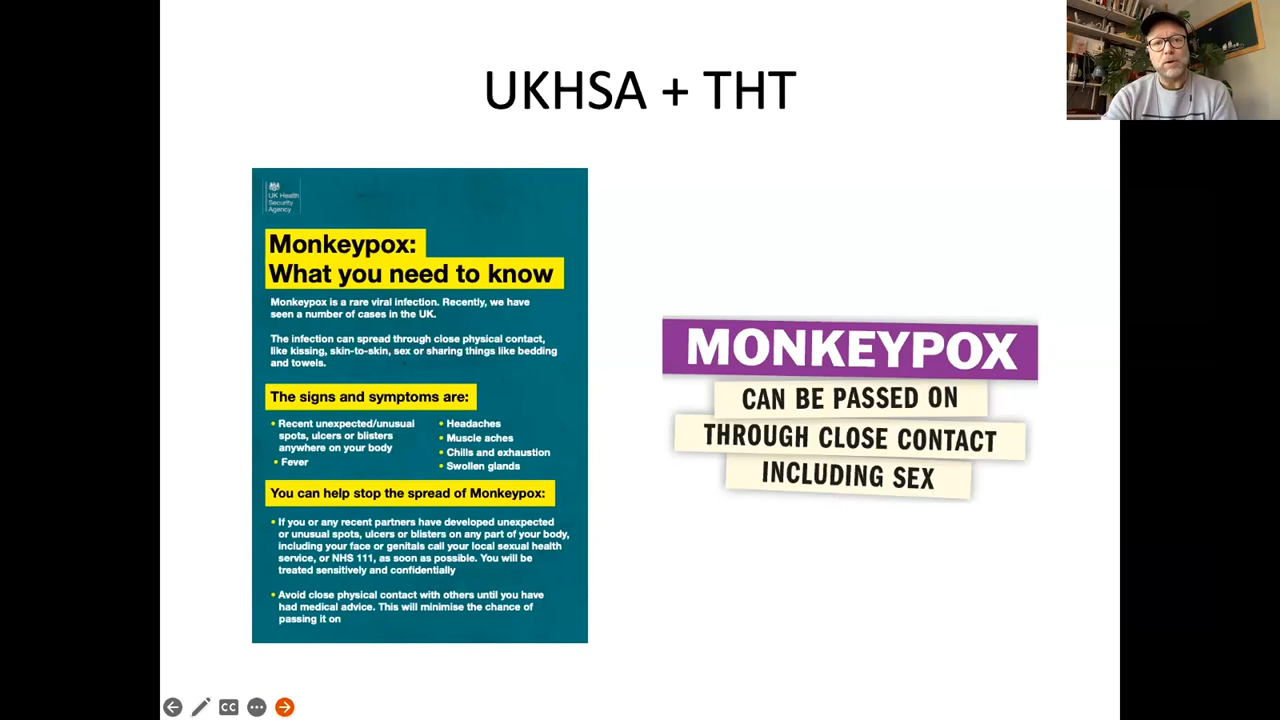 UKHSA + THT
UK Health
Security
Agency
Monkeypox:
What you need to know
Monkeypox is a rare viral infection. Recently, we have
seen a number of cases in the UK.
The infection can spread through close physical contact,
like kissing, skin-to-skin, sex or sharing things like bedding
and towels.
The signs and symptoms are:
• Recent unexpected/unusual
spots, ulcers or blisters
anywhere on your body
• Fever
• Headaches
• Muscle aches
• Chills and exhaustion
• Swollen glands
You can help stop the spread of Monkeypox:
• If you or any recent partners have developed unexpected
or unusual spots, ulcers or blisters on any part of your body,
including your face or genitals call your local sexual health
service, or NHS 111, as soon as possible. You will be
treated sensitively and confidentially
• Avoid close physical contact with others until you have
had medical advice. This will minimise the chance of
passing it on
MONKEYPOX
CAN BE PASSED ON
THROUGH CLOSE CONTACT
INCLUDING SEX
CC